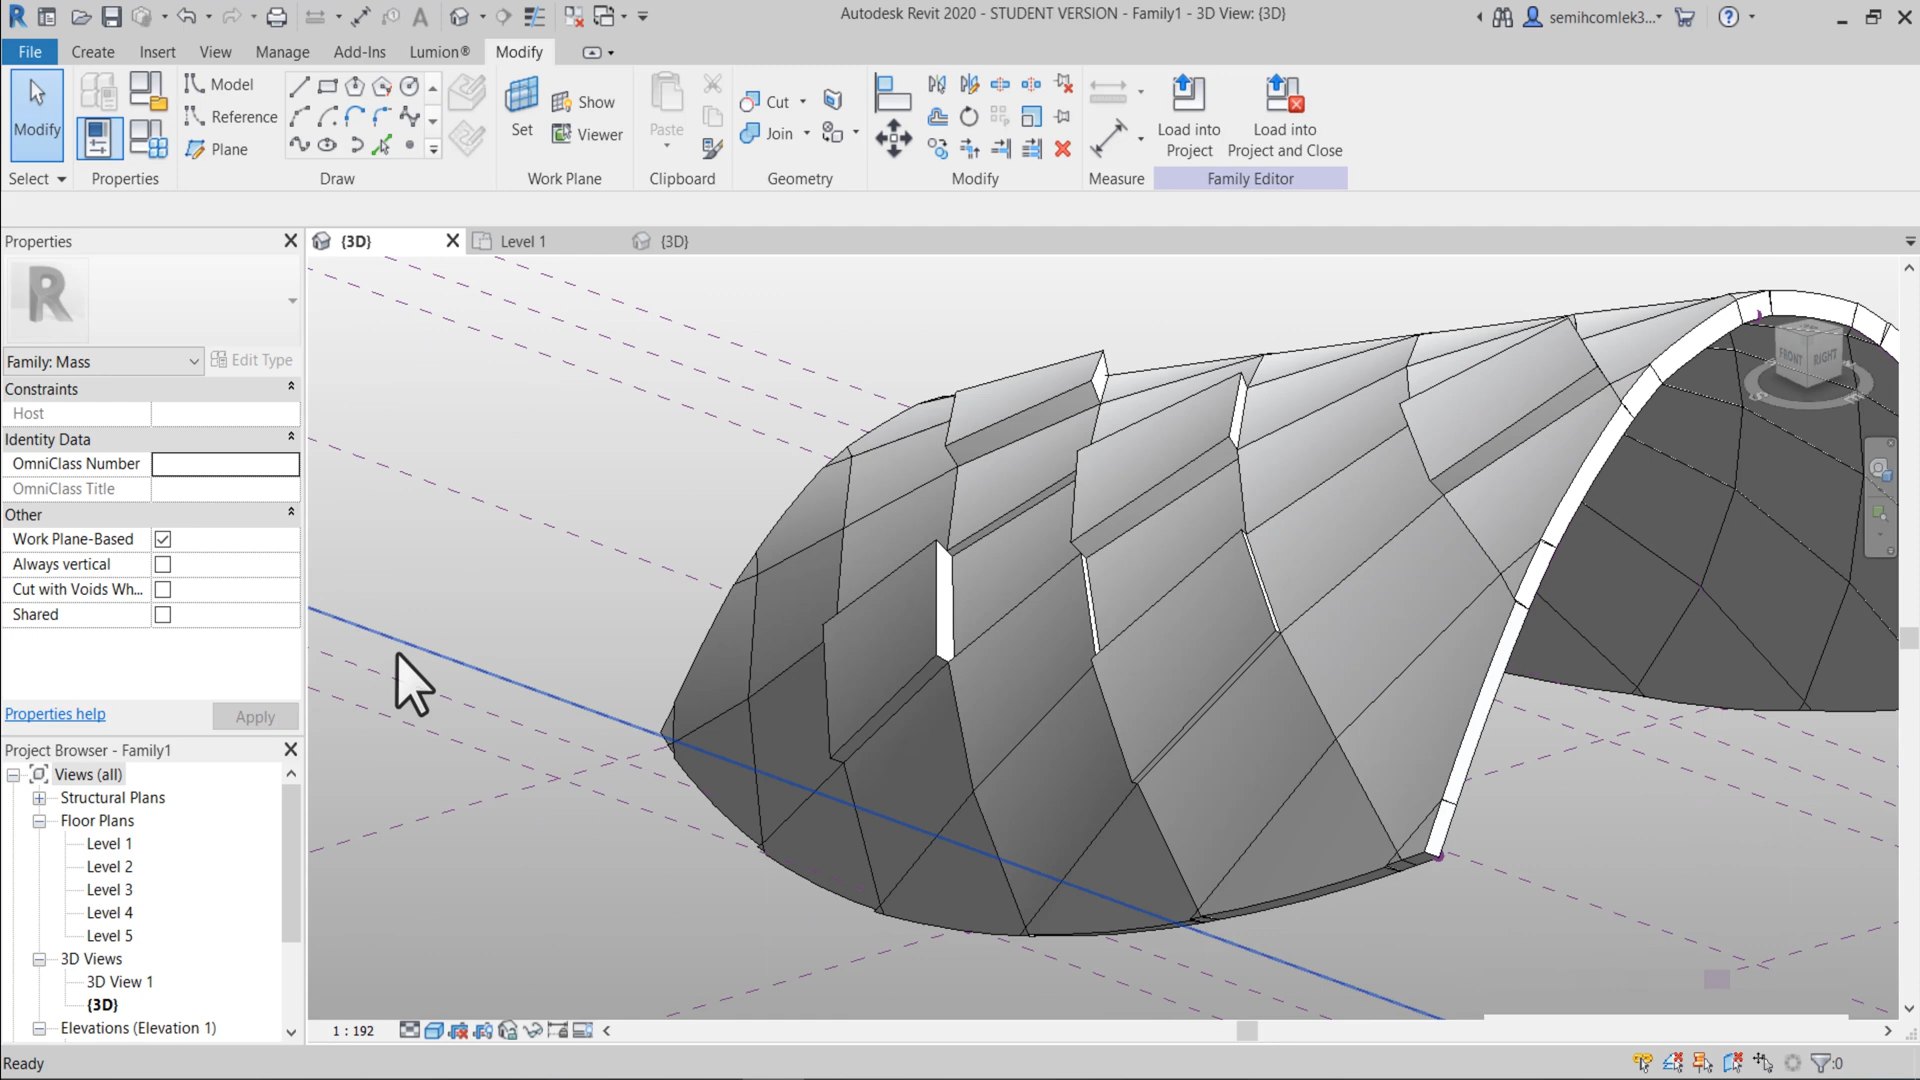 Autodesk Revit 2020 - STUDENT VERSION - Family1 - 3D View: {3D}
semihcomlek3...
File Create Insert View Manage Add-Ins Lumion® Modify
Modify
Select
Properties
Model
Reference
Plane
Draw
Set
Show
Viewer
Work Plane
Paste
Clipboard
Cut
Join
Geometry
Modify
Measure
Load into
Project
Load into
Project and Close
Family Editor
Properties
{3D}
Level 1
{3D}
R
Family: Mass
Edit Type
Constraints
Host
Identity Data
OmniClass Number
OmniClass Title
Other
Work Plane-Based
Always vertical
Cut with Voids Wh...
Shared
Properties help
Apply
Project Browser - Family1
Views (all)
Structural Plans
Floor Plans
Level 1
Level 2
Level 3
Level 4
Level 5
3D Views
3D View 1
{3D}
Elevations (Elevation 1)
FRONT
RIGHT
1 : 192
Ready
:0